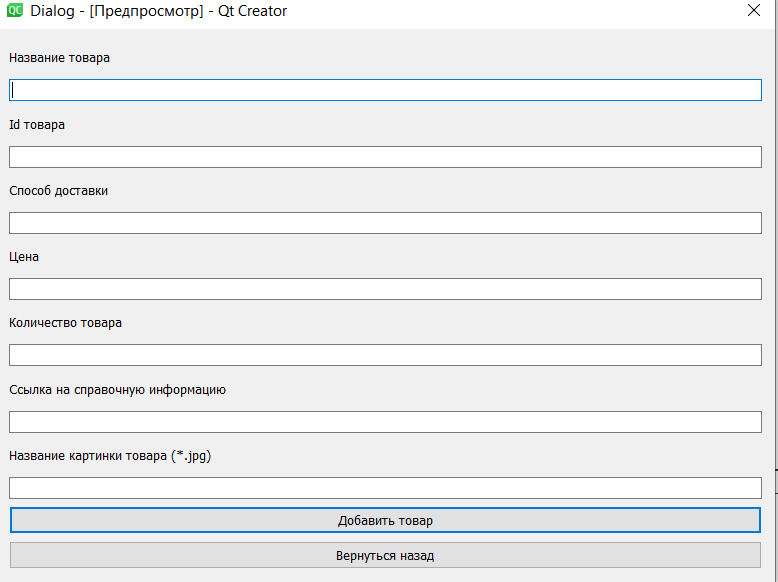 QC Dialog - [Предпросмотр] - Qt Creator
Название товара
Id товара
Способ доставки
Цена
Количество товара
Ссылка на справочную информацию
Название картинки товара (*.jpg)
Добавить товар
Вернуться назад